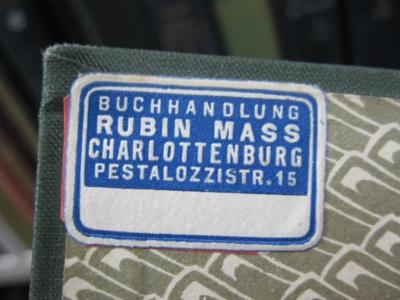 BUCHHANDLUNG
RUBIN MASS
CHARLOTTENBURG
PESTALOZZISTR.15